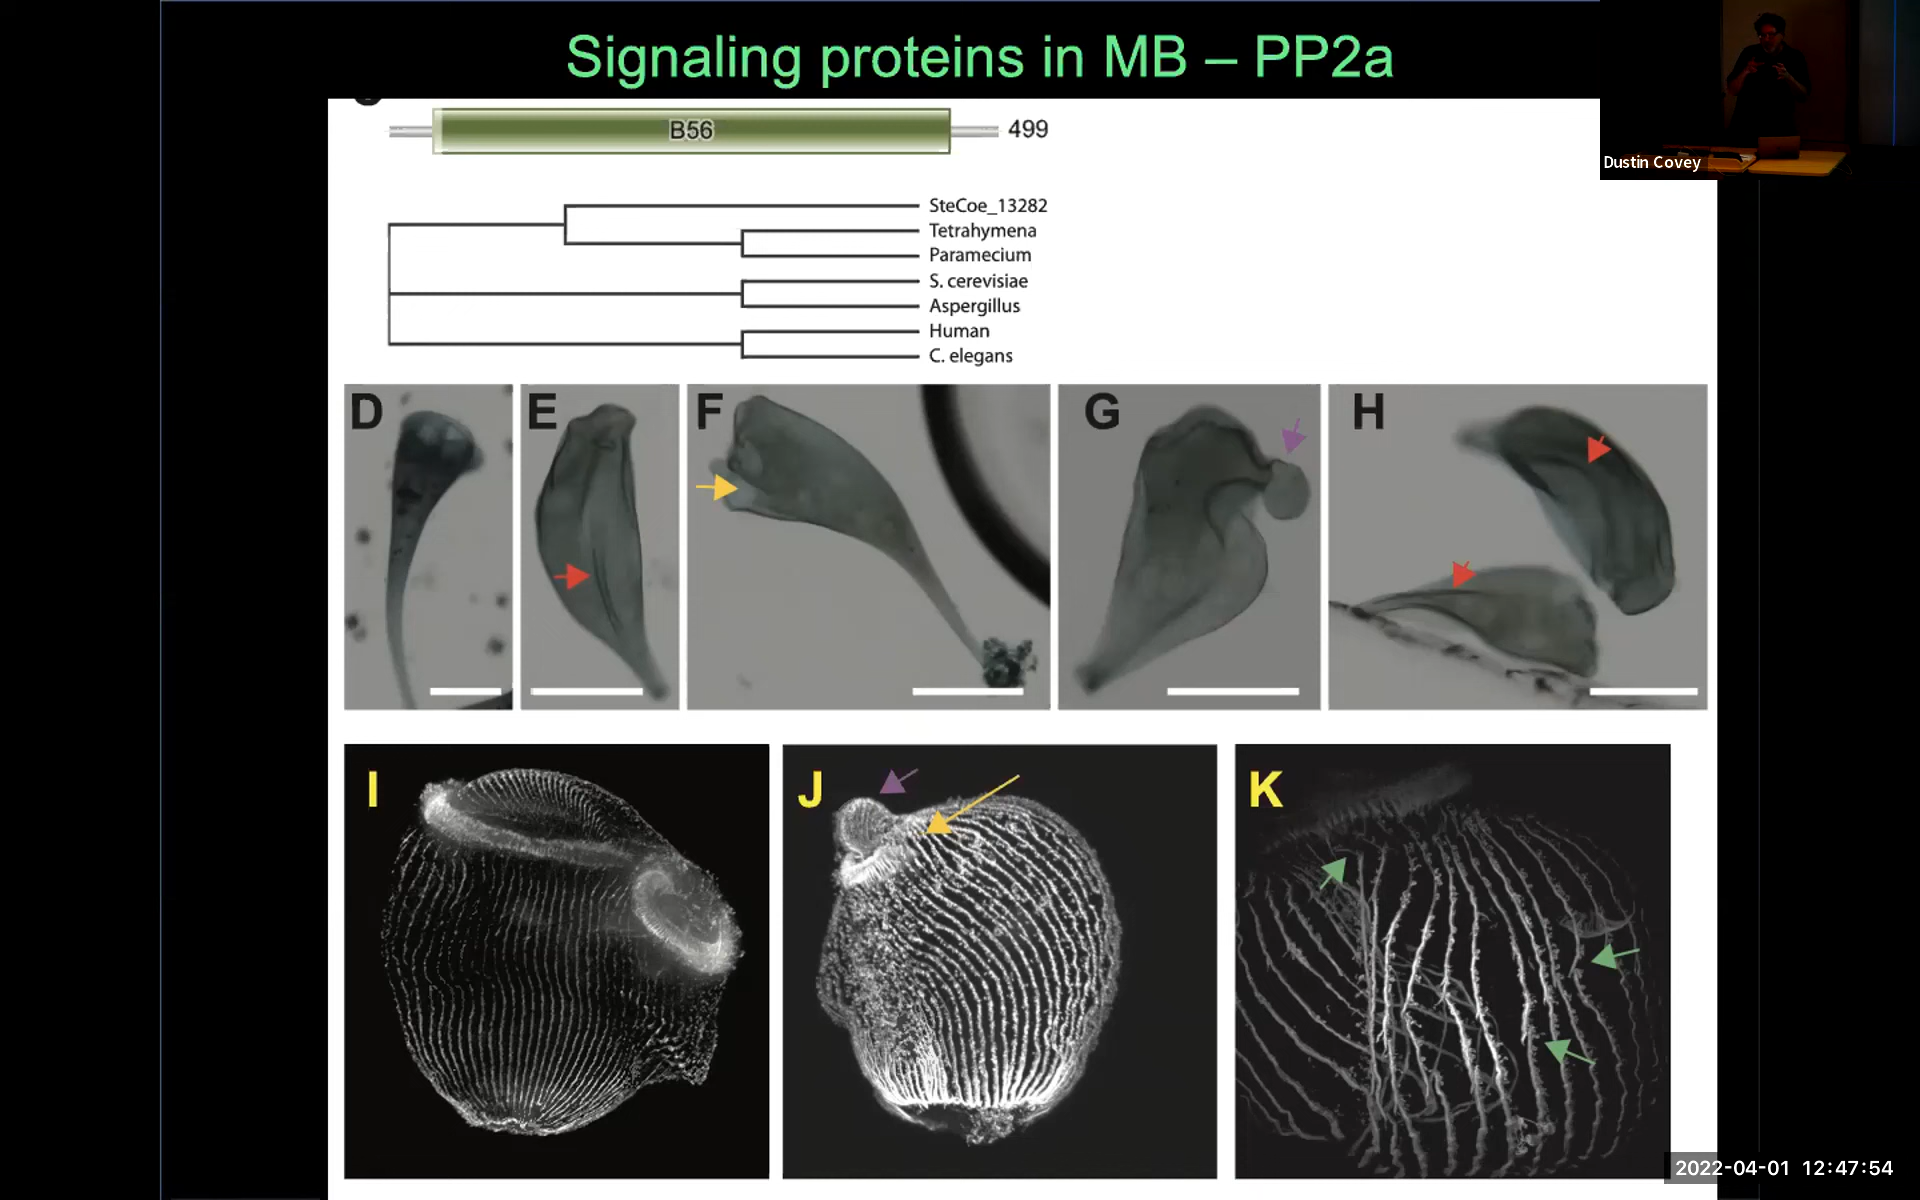 Signaling proteins in MB – PP2a
Dustin Covey
B56
499
SteCoe_13282
Tetrahymena
Paramecium
S. cerevisiae
Aspergillus
Human
C. elegans
D
E
F
G
H
I
J
K
2022-04-01 12:47:54